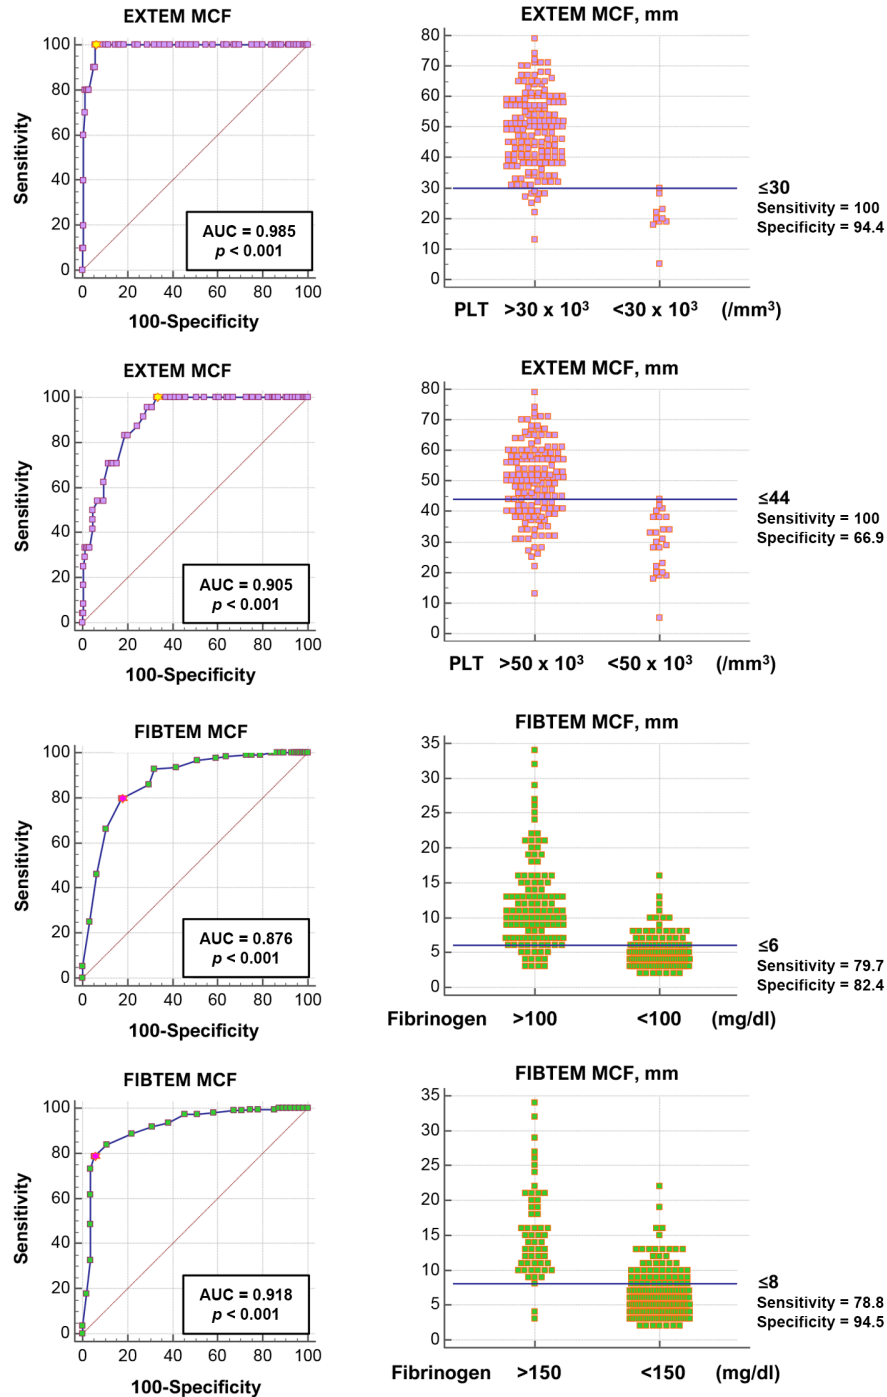 EXTEM MCF
EXTEM MCF, mm
100
80
60
40
20
0
Sensitivity
AUC = 0.985
p < 0.001
0 20 40 60 80 100
100-Specificity
80
70
60
50
40
30
20
10
0
≤30
Sensitivity = 100
Specificity = 94.4
PLT >30 x 10³ <30 x 10³ (/mm³)
EXTEM MCF
EXTEM MCF, mm
100
80
60
40
20
0
Sensitivity
AUC = 0.905
p < 0.001
0 20 40 60 80 100
100-Specificity
80
70
60
50
40
30
20
10
0
≤44
Sensitivity = 100
Specificity = 66.9
PLT >50 x 10³ <50 x 10³ (/mm³)
FIBTEM MCF
FIBTEM MCF, mm
100
80
60
40
20
0
Sensitivity
AUC = 0.876
p < 0.001
0 20 40 60 80 100
100-Specificity
35
30
25
20
15
10
5
0
≤6
Sensitivity = 79.7
Specificity = 82.4
Fibrinogen >100 <100 (mg/dl)
FIBTEM MCF
FIBTEM MCF, mm
100
80
60
40
20
0
Sensitivity
AUC = 0.918
p < 0.001
0 20 40 60 80 100
100-Specificity
35
30
25
20
15
10
5
0
≤8
Sensitivity = 78.8
Specificity = 94.5
Fibrinogen >150 <150 (mg/dl)